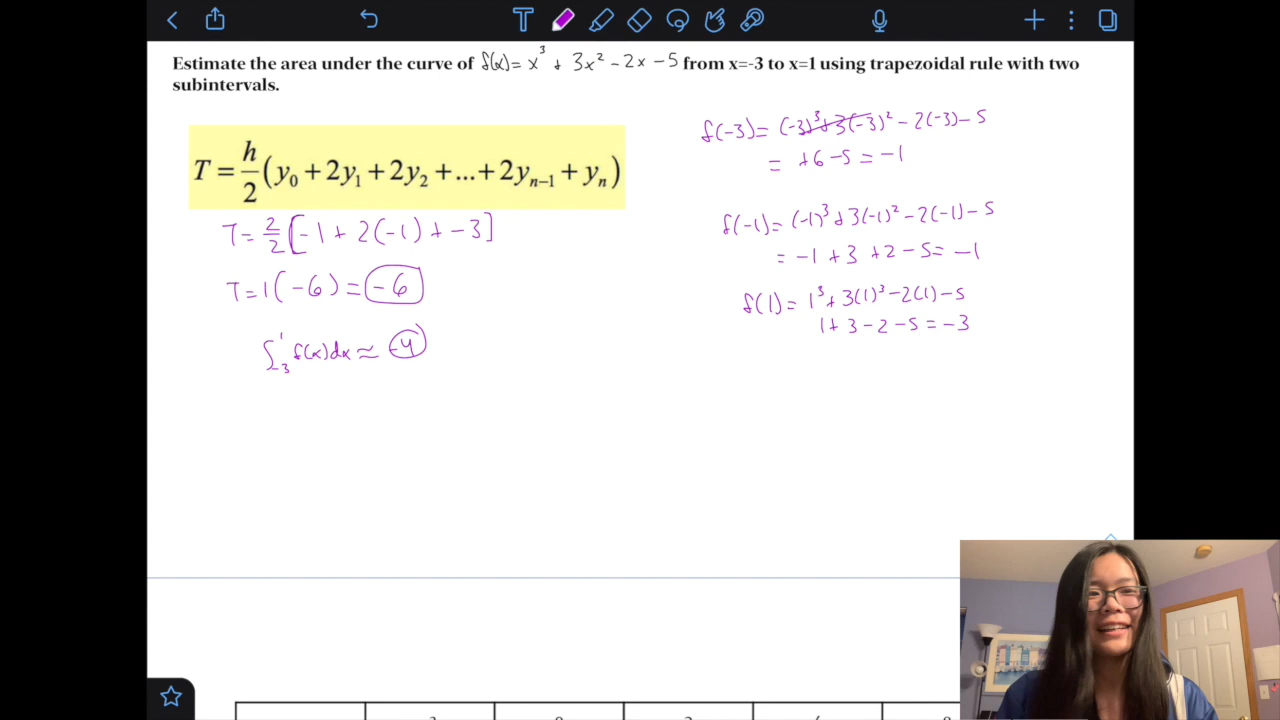 Estimate the area under the curve of f(x) = x³ + 3x² - 2x - 5 from x=-3 to x=1 using trapezoidal rule with two
subintervals.
T = h/2 (y₀ + 2y₁ + 2y₂ + ... + 2yₙ₋₁ + yₙ)
T = 2/2 [-1 + 2(-1) + -3]
T = 1(-6) = -6
∫₋₃¹ f(x)dx ≈ -4
f(-3) = (-3)³ + 3(-3)² - 2(-3) - 5
= +6 - 5 = -1
f(-1) = (-1)³ + 3(-1)² - 2(-1) - 5
= -1 + 3 + 2 - 5 = -1
f(1) = 1³ + 3(1)³ - 2(1) - 5
1 + 3 - 2 - 5 = -3